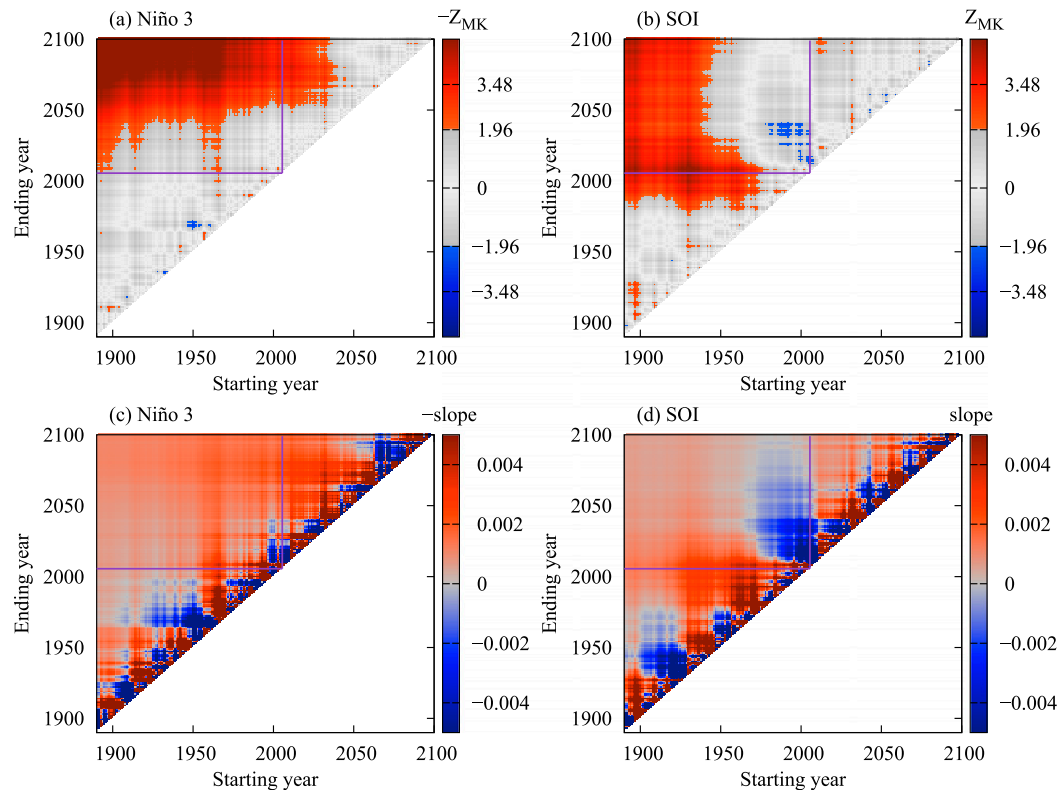 (a) Niño 3
−Z_MK
2100
2050
2000
1950
1900
Ending year
1900 1950 2000 2050 2100
Starting year
3.48
1.96
0
−1.96
−3.48
(b) SOI
Z_MK
2100
2050
2000
1950
1900
Ending year
1900 1950 2000 2050 2100
Starting year
3.48
1.96
0
−1.96
−3.48
(c) Niño 3
−slope
2100
2050
2000
1950
1900
Ending year
1900 1950 2000 2050 2100
Starting year
0.004
0.002
0
−0.002
−0.004
(d) SOI
slope
2100
2050
2000
1950
1900
Ending year
1900 1950 2000 2050 2100
Starting year
0.004
0.002
0
−0.002
−0.004